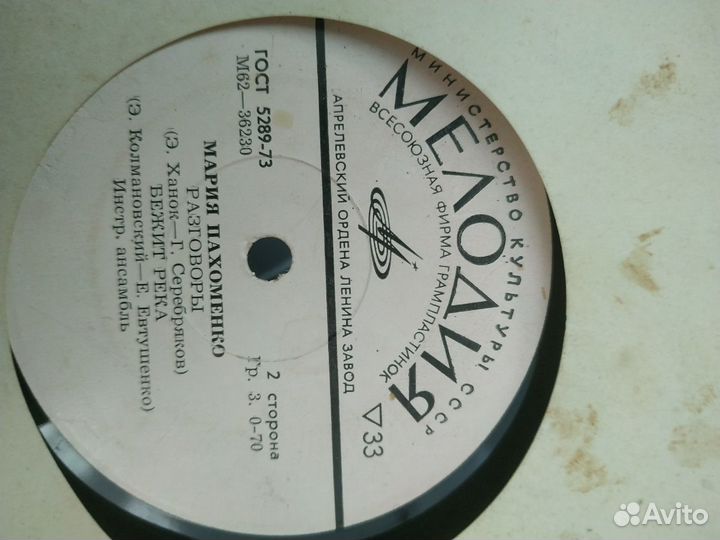 МИНИСТЕРСТВО КУЛЬТУРЫ СССР
МЕЛОДИЯ
ВСЕСОЮЗНАЯ ФИРМА ГРАМПЛАСТИНОК
▽33
АПРЕЛЕВСКИЙ ОРДЕНА ЛЕНИНА ЗАВОД
ГОСТ 5289-73
М62—36230
2 сторона
Гр. 3. 0-70
МАРИЯ ПАХОМЕНКО
РАЗГОВОРЫ
(Э. Ханок—Г. Серебряков)
БЕЖИТ РЕКА
(Э. Колмановский—Е. Евтушенко)
Инстр. ансамбль
Avito